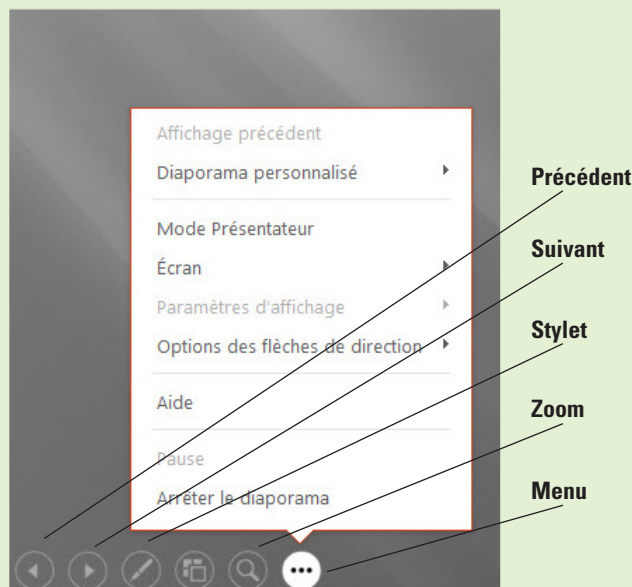 Affichage précédent
Diaporama personnalisé
Mode Présentateur
Écran
Paramètres d'affichage
Options des flèches de direction
Aide
Pause
Arrêter le diaporama
Précédent
Suivant
Stylet
Zoom
Menu